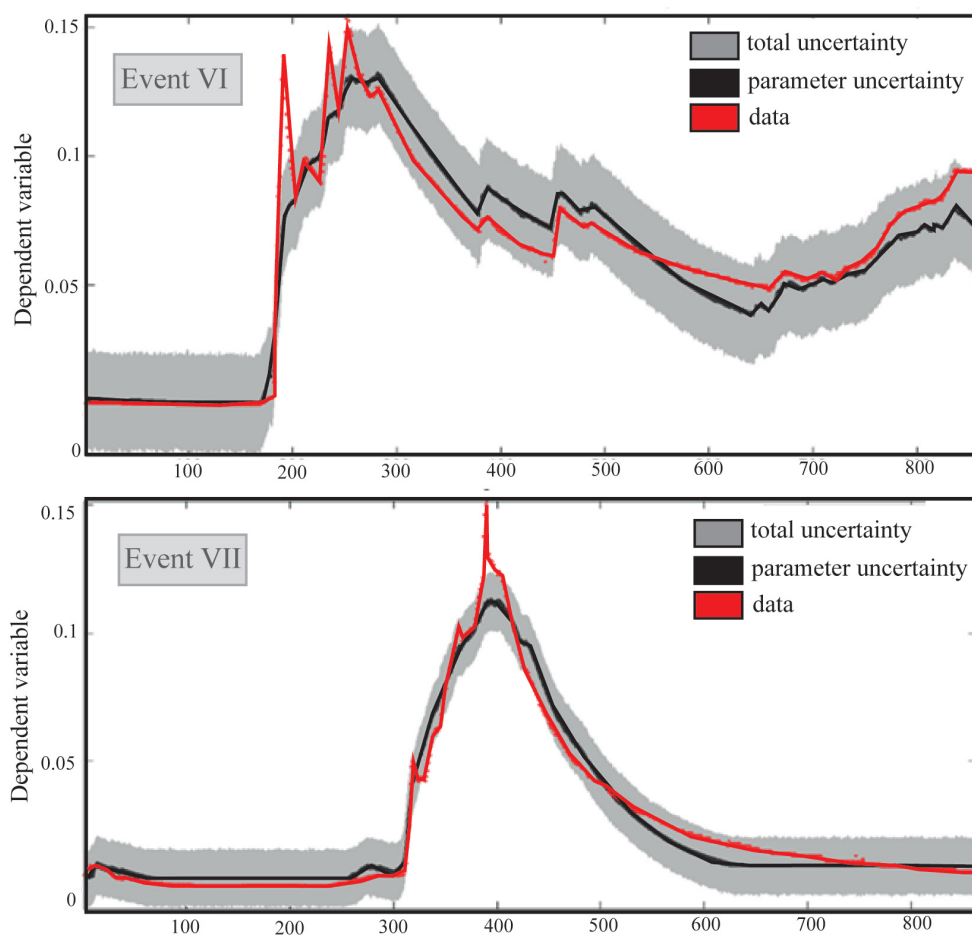 0.15
Event VI
total uncertainty
parameter uncertainty
data
0.1
Dependent variable
0.05
0
100 200 300 400 500 600 700 800
0.15
Event VII
total uncertainty
parameter uncertainty
data
0.1
Dependent variable
0.05
0
100 200 300 400 500 600 700 800